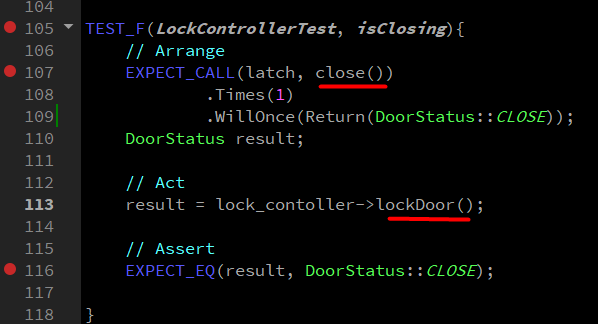 104
105 TEST_F(LockControllerTest, isClosing){
106 // Arrange
107 EXPECT_CALL(latch, close())
108 .Times(1)
109 .WillOnce(Return(DoorStatus::CLOSE));
110 DoorStatus result;
111
112 // Act
113 result = lock_contoller->lockDoor();
114
115 // Assert
116 EXPECT_EQ(result, DoorStatus::CLOSE);
117
118 }